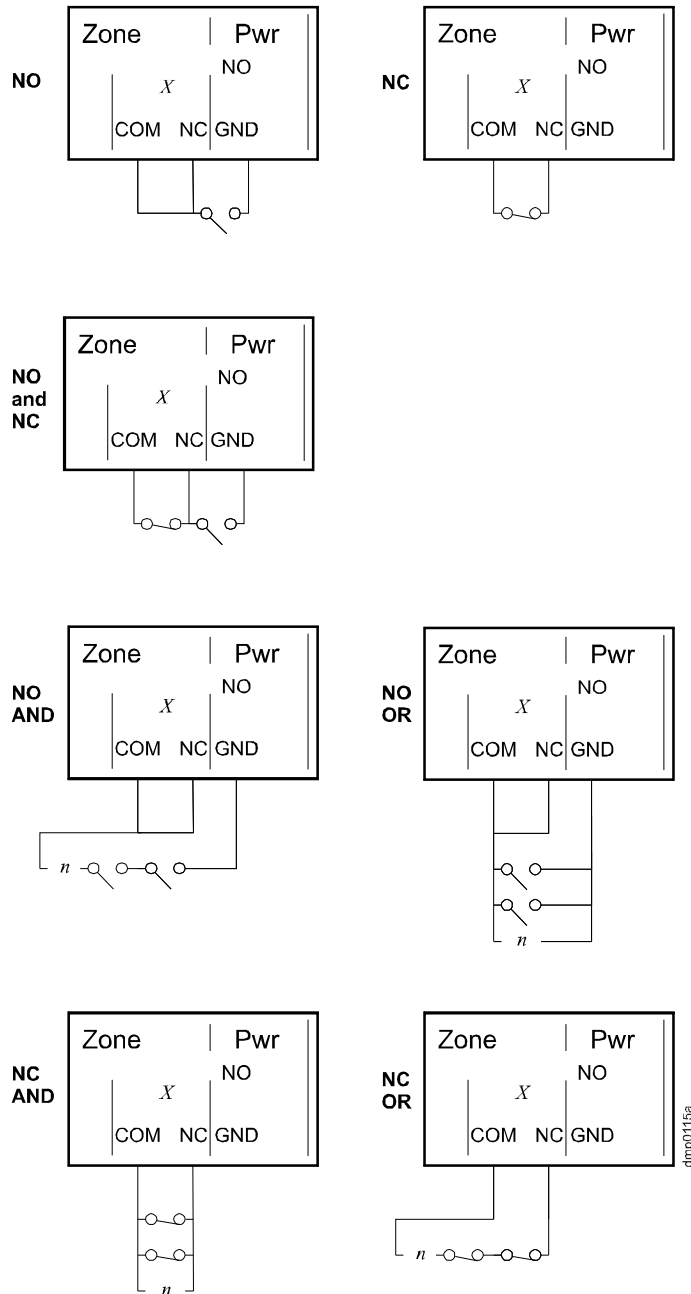 NO
Zone | Pwr
NO
X
COM NC GND
NC
Zone | Pwr
NO
X
COM NC GND
NO
and
NC
Zone | Pwr
NO
X
COM NC GND
NO
AND
Zone | Pwr
NO
X
COM NC GND
n
NO
OR
Zone | Pwr
NO
X
COM NC GND
n
NC
AND
Zone | Pwr
NO
X
COM NC GND
n
NC
OR
Zone | Pwr
NO
X
COM NC GND
n
dmp0115a